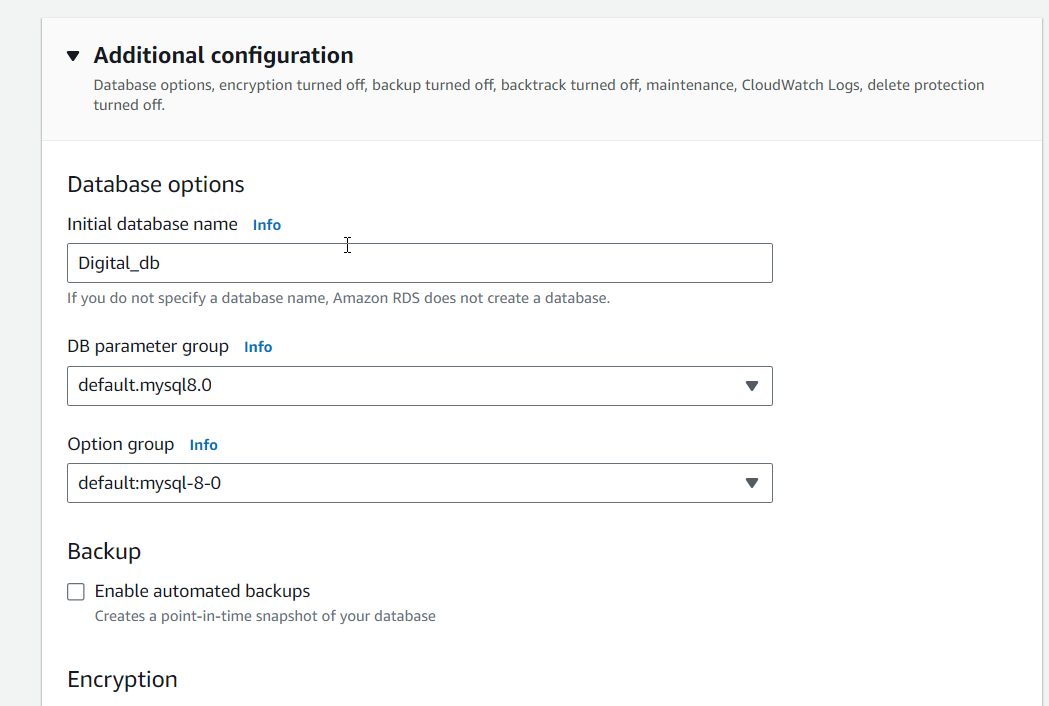 Additional configuration
Database options, encryption turned off, backup turned off, backtrack turned off, maintenance, CloudWatch Logs, delete protection
turned off.
Database options
Initial database name Info
Digital_db
If you do not specify a database name, Amazon RDS does not create a database.
DB parameter group Info
default.mysql8.0
Option group Info
default:mysql-8-0
Backup
Enable automated backups
Creates a point-in-time snapshot of your database
Encryption